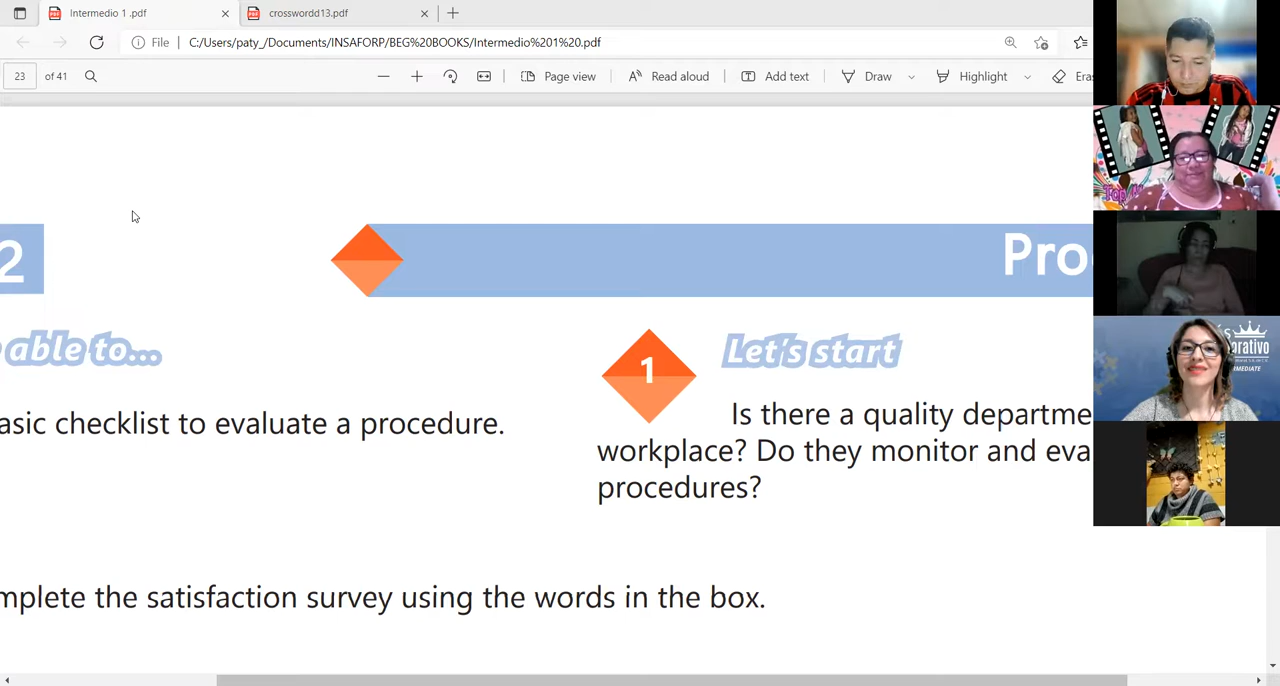 Intermedio 1 .pdf
crosswordd13.pdf
File
C:/Users/paty_/Documents/INSAFORP/BEG%20BOOKS/Intermedio%201%20.pdf
23 of 41
Page view
Read aloud
Add text
Draw
Highlight
Eras
2
Pro
able to...
1
Let's start
asic checklist to evaluate a procedure.
Is there a quality departme
workplace? Do they monitor and eva
procedures?
mplete the satisfaction survey using the words in the box.
orativo